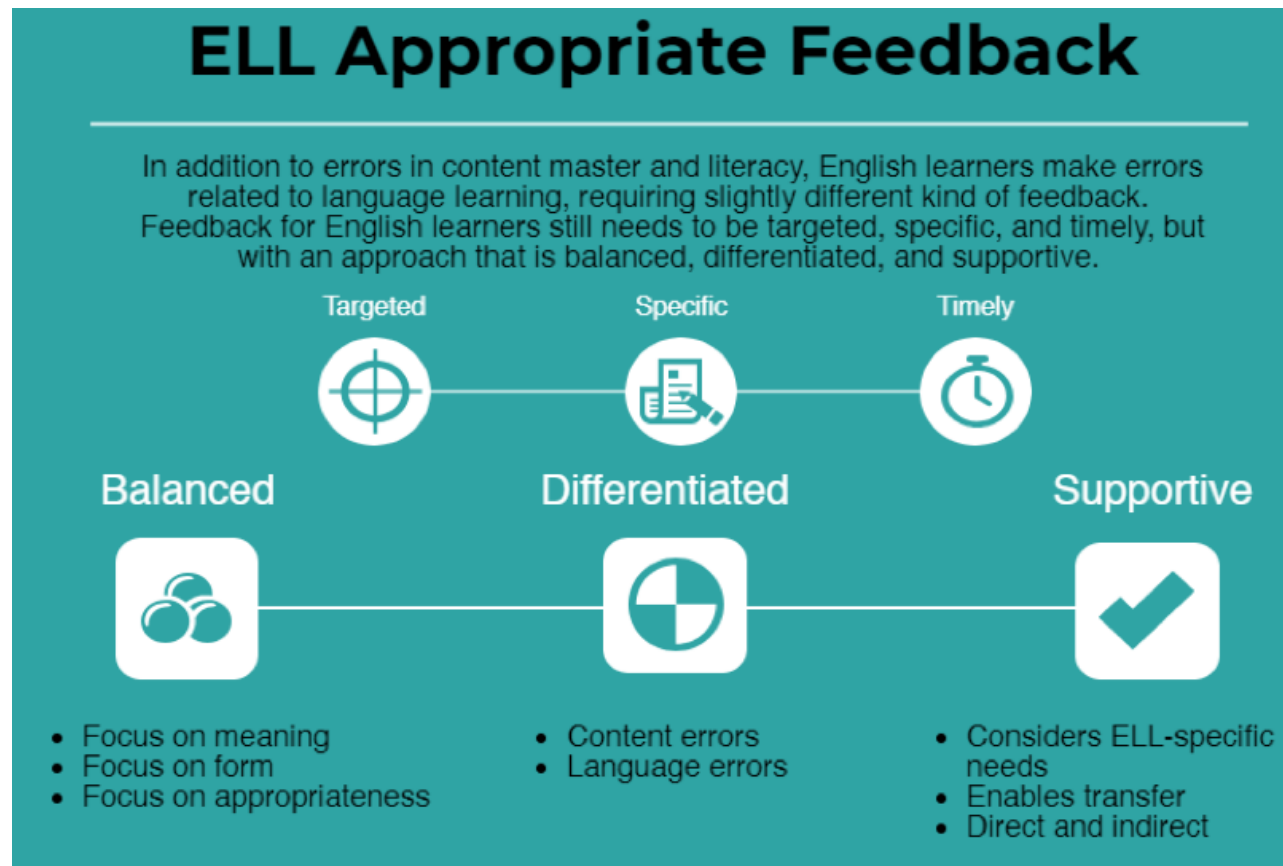 ELL Appropriate Feedback
In addition to errors in content master and literacy, English learners make errors
related to language learning, requiring slightly different kind of feedback.
Feedback for English learners still needs to be targeted, specific, and timely, but
with an approach that is balanced, differentiated, and supportive.
Targeted
Specific
Timely
Balanced
Differentiated
Supportive
• Focus on meaning
• Focus on form
• Focus on appropriateness
• Content errors
• Language errors
• Considers ELL-specific
needs
• Enables transfer
• Direct and indirect